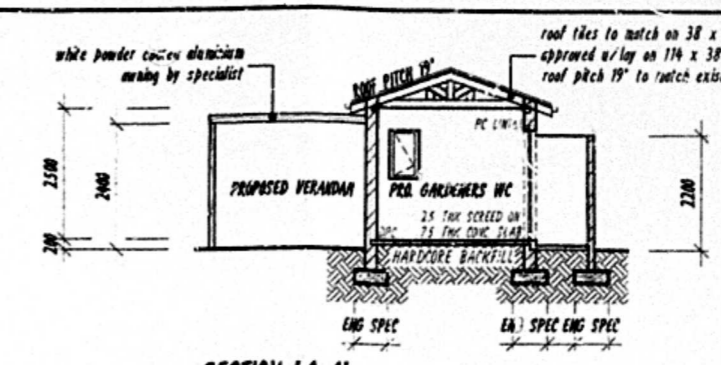 white powder coated aluminium
awning by specialist
roof tiles to match on 38 x
approved u/lay on 114 x 38
roof pitch 19° to match exist
ROOF PITCH 19°
PC LINTEL
2500
2400
200
2200
PROPOSED VERANDAH
PRO. GARDENERS WC
25 THK SCREED ON
DPC
75 THK CONC SLAB
HARDCORE BACKFILL
ENG SPEC
ENG SPEC
ENG SPEC